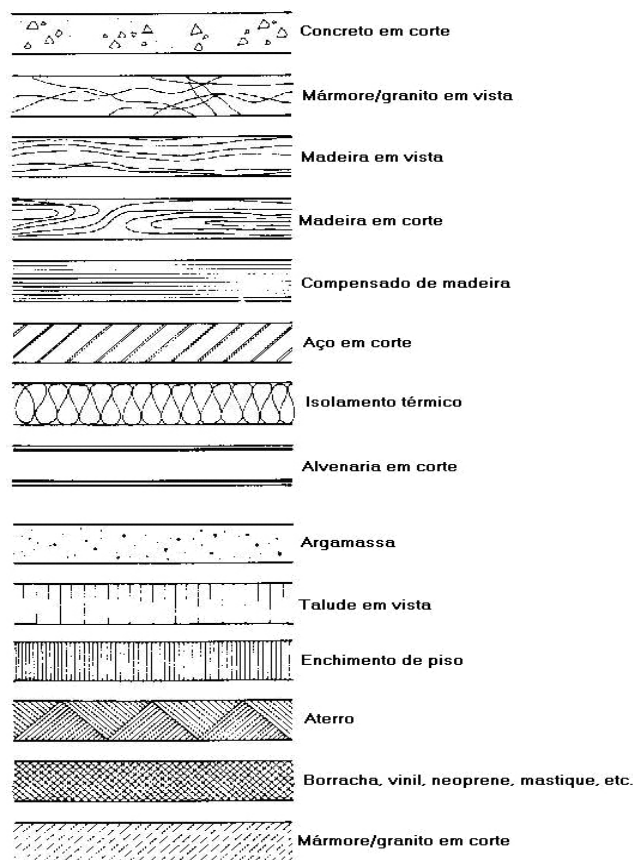 Concreto em corte
Mármore/granito em vista
Madeira em vista
Madeira em corte
Compensado de madeira
Aço em corte
Isolamento térmico
Alvenaria em corte
Argamassa
Talude em vista
Enchimento de piso
Aterro
Borracha, vinil, neoprene, mastique, etc.
Mármore/granito em corte